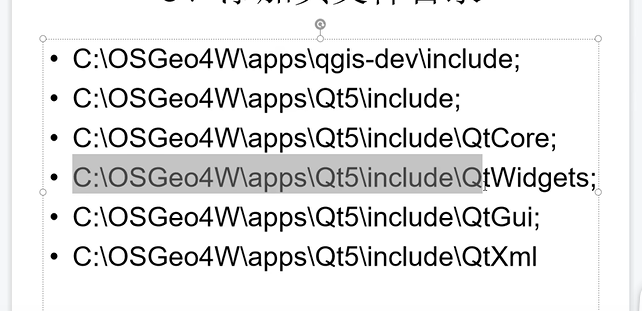 C:\OSGeo4W\apps\qgis-dev\include;
C:\OSGeo4W\apps\Qt5\include;
C:\OSGeo4W\apps\Qt5\include\QtCore;
C:\OSGeo4W\apps\Qt5\include\QtWidgets;
C:\OSGeo4W\apps\Qt5\include\QtGui;
C:\OSGeo4W\apps\Qt5\include\QtXml